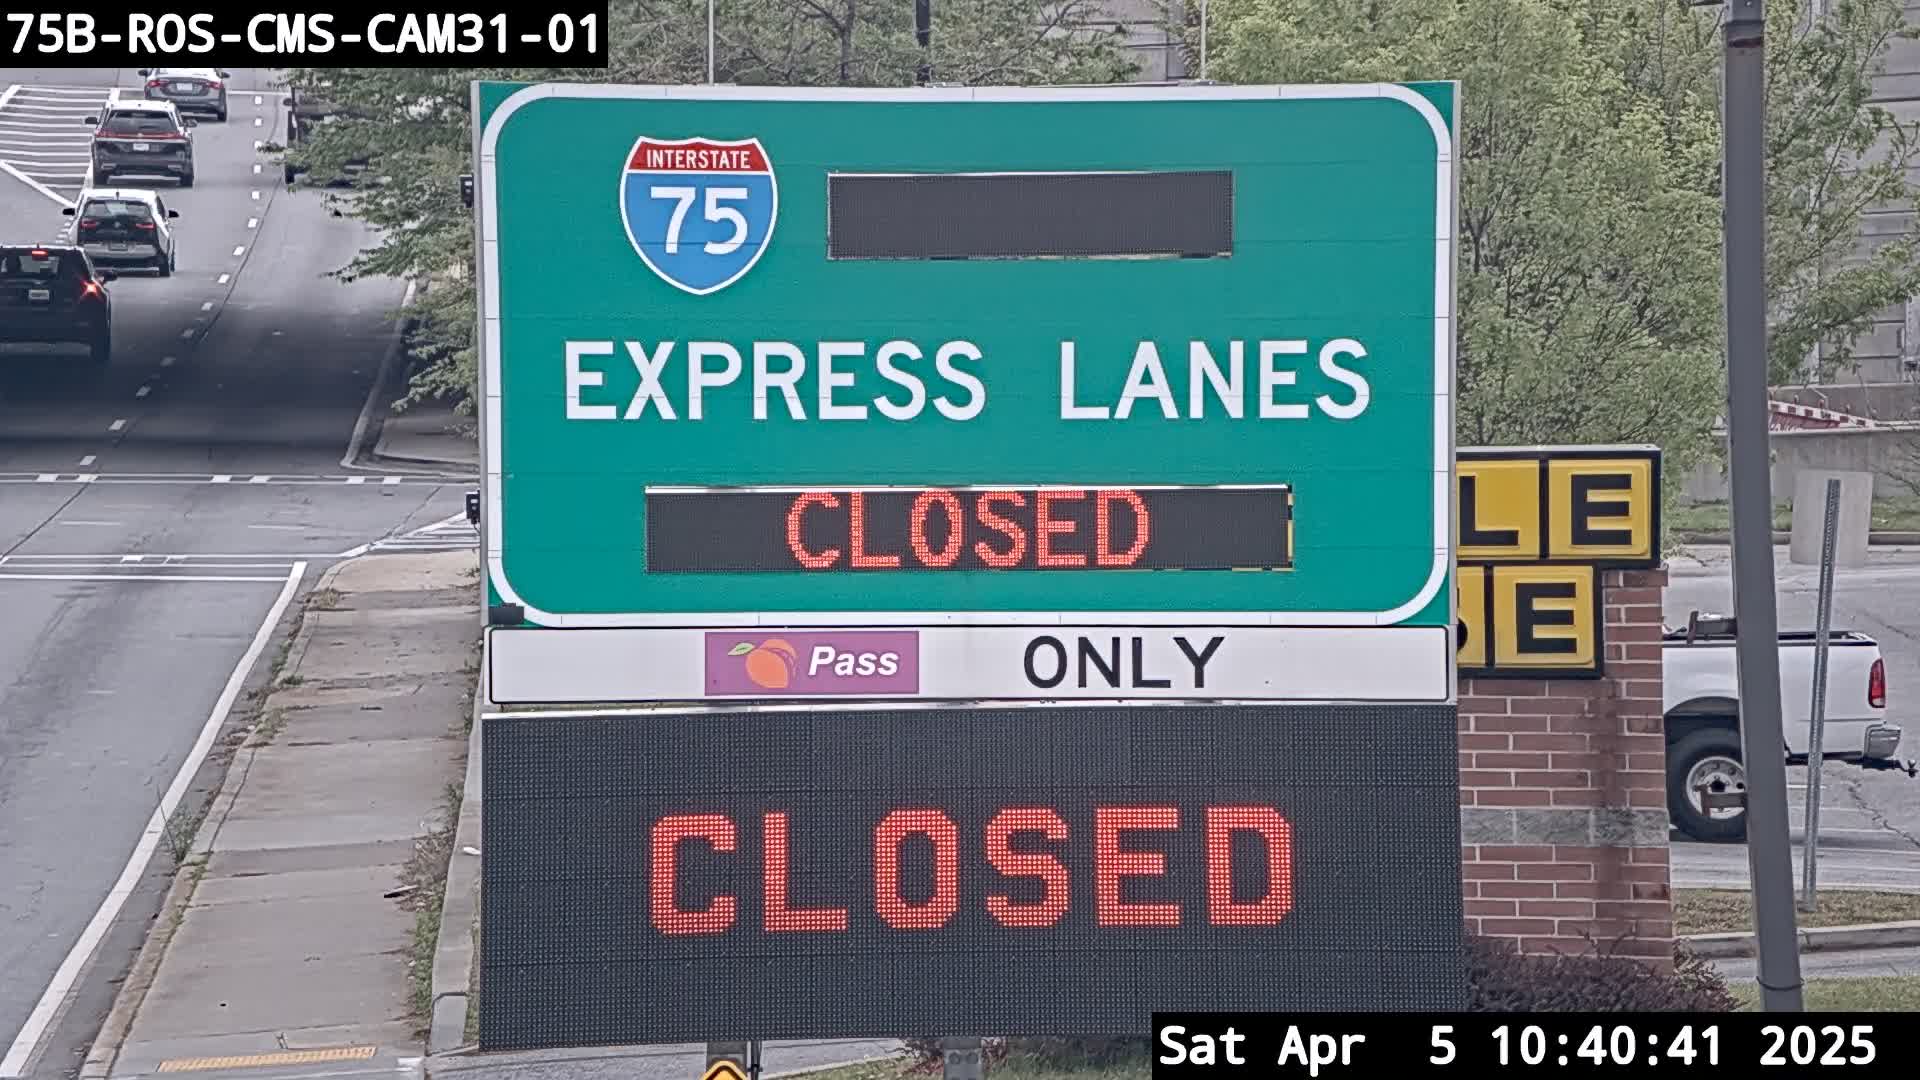 75B-ROS-CMS-CAM31-01
INTERSTATE
75
EXPRESS LANES
CLOSED
Pass ONLY
CLOSED
LE
E
Sat Apr 5 10:40:41 2025